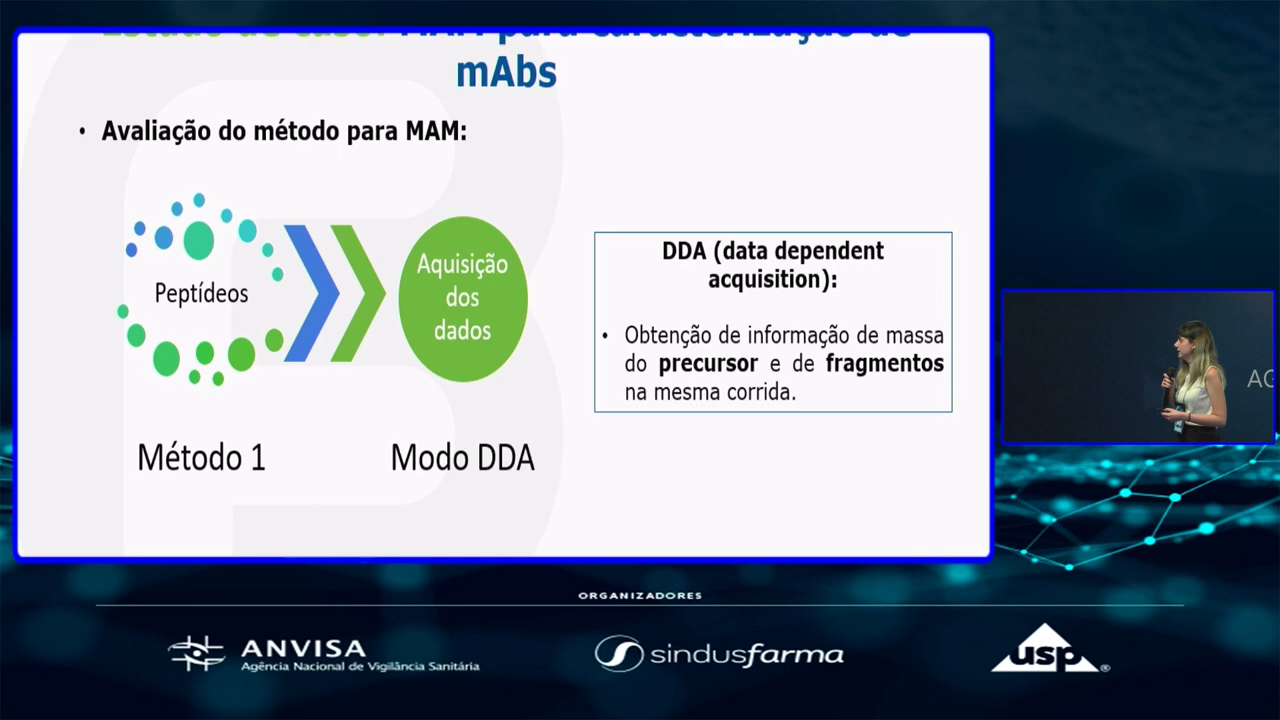 Estudo de caso: MAM para caracterização de
mAbs
• Avaliação do método para MAM:
Peptídeos
Aquisição
dos
dados
Método 1
Modo DDA
DDA (data dependent
acquisition):
• Obtenção de informação de massa
do precursor e de fragmentos
na mesma corrida.
AG
ORGANIZADORES
ANVISA
Agência Nacional de Vigilância Sanitária
sindusfarma
usp®